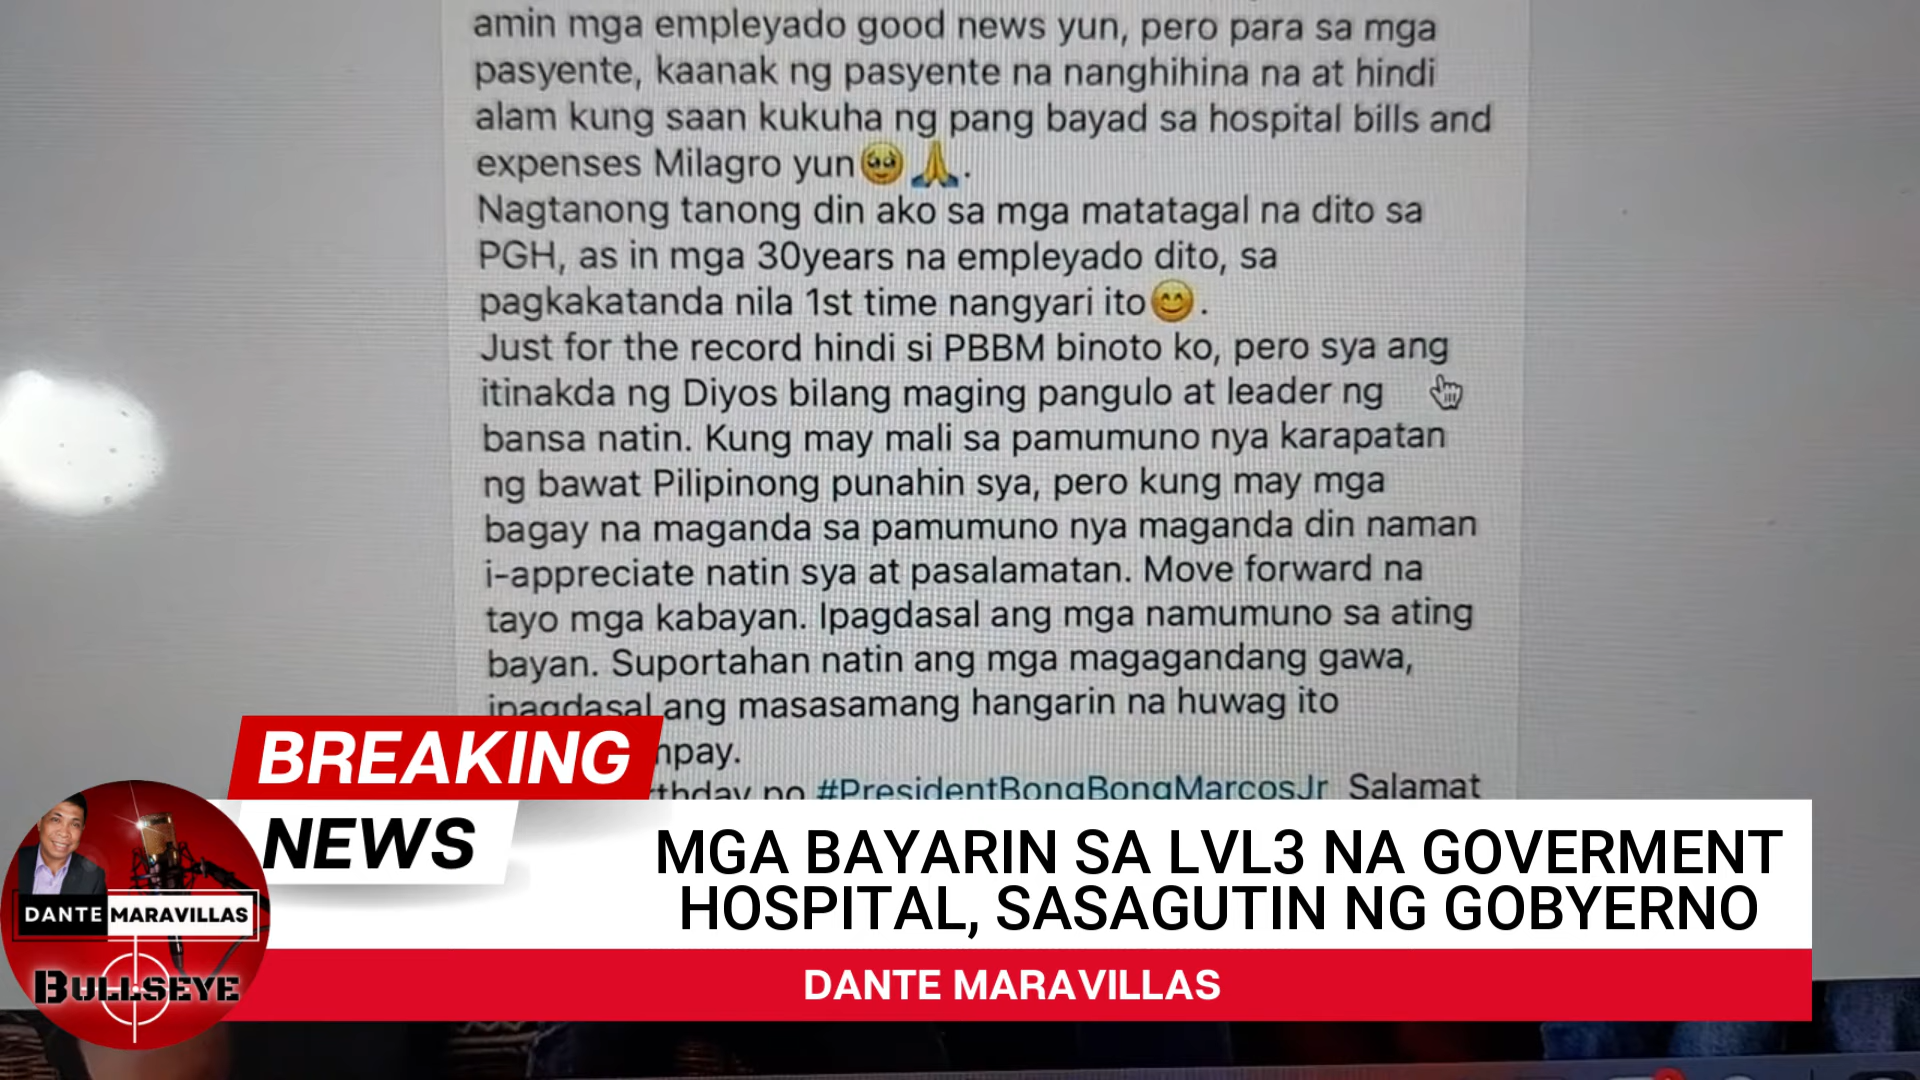 amin mga empleyado good news yun, pero para sa mga
pasyente, kaanak ng pasyente na nanghihina na at hindi
alam kung saan kukuha ng pang bayad sa hospital bills and
expenses Milagro yun🥹🙏.
Nagtanong tanong din ako sa mga matatagal na dito sa
PGH, as in mga 30years na empleyado dito, sa
pagkakatanda nila 1st time nangyari ito😊.
Just for the record hindi si PBBM binoto ko, pero sya ang
itinakda ng Diyos bilang maging pangulo at leader ng
bansa natin. Kung may mali sa pamumuno nya karapatan
ng bawat Pilipinong punahin sya, pero kung may mga
bagay na maganda sa pamumuno nya maganda din naman
i-appreciate natin sya at pasalamatan. Move forward na
tayo mga kabayan. Ipagdasal ang mga namumuno sa ating
bayan. Suportahan natin ang mga magagandang gawa,
ipagdasal ang masasamang hangarin na huwag ito
po #PresidentBongBongMarcosJr Salamat
BREAKING
NEWS
MGA BAYARIN SA LVL3 NA GOVERMENT
HOSPITAL, SASAGUTIN NG GOBYERNO
DANTE MARAVILLAS
DANTE MARAVILLAS
BULLSEYE